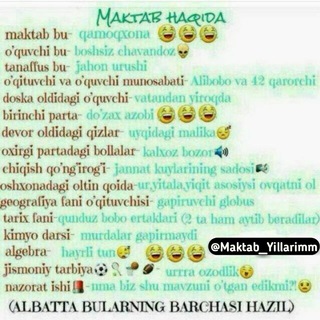 Maktab haqida
maktab bu- qamoqxona 😂😂😂
o'quvchi bu- boshsiz chavandoz💀
tanaffus bu- jahon urushi
o'qituvchi va o'quvchi munosabati- Alibobo va 42 qarorchi
doska oldidagi o'quvchi- vatandan yiroqda
birinchi parta- do'zax azobi 😂😂😂
devor oldidagi qizlar- uyqidagi malika😴
oxirgi partadagi bollalar- kalxoz bozor🔊
chiqish qo'ng'irog'i- jannat kuylarining sadosi
oshxonadagi oltin qoida-ur,yitala,yiqit asosiysi ovqatni ol
geografiya fani o'qituvchisi- gapiruvchi globus
tarix fani-qunduz bobo ertaklari (2 ta ham aytib beradilar)
kimyo darsi- murdalar gapirmaydi
@Maktab_Yillarimm
algebra- hayrli tun😴 😂😂😂
jismoniy tarbiya⚽ - urrra ozodlik
nazorat ishi🚨-nma biz shu mavzuni o'tgan edikmi?!😟
(ALBATTA BULARNING BARCHASI HAZIL)